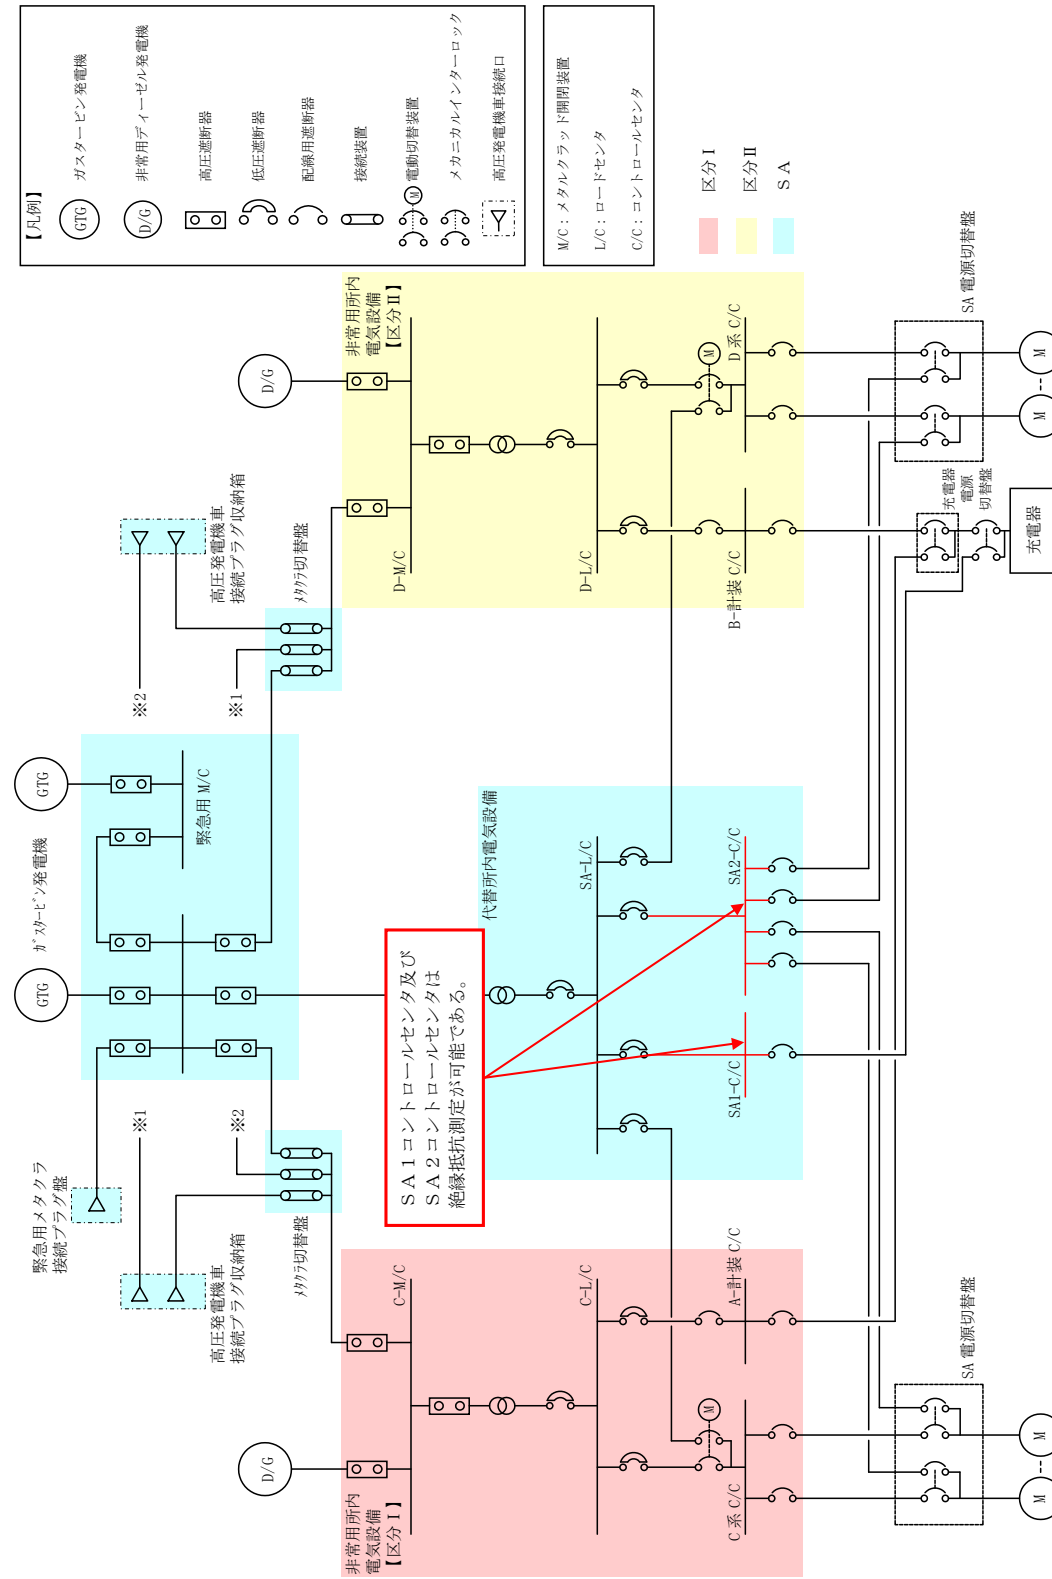 【凡例】
GTG
ガスタービン発電機
D/G
非常用ディーゼル発電機
高圧遮断器
低圧遮断器
配線用遮断器
接続装置
M
電動切替装置
メカニカルインターロック
高圧発電機車接続口
M/C：メタルクラッド開閉装置
L/C：ロードセンタ
C/C：コントロールセンタ
区分Ⅰ
区分Ⅱ
ＳＡ
緊急用メタクラ
接続プラグ盤
GTG
ｶﾞｽﾀｰﾋﾞﾝ発電機
GTG
緊急用 M/C
高圧発電機車
接続プラグ収納箱
※1
※2
ﾒﾀｸﾗ切替盤
高圧発電機車
接続プラグ収納箱
※2
※1
ﾒﾀｸﾗ切替盤
D/G
D/G
非常用所内
電気設備
【区分Ⅰ】
C-M/C
C-L/C
C系 C/C
M
A-計装 C/C
ＳＡ１コントロールセンタ及び
ＳＡ２コントロールセンタは
絶縁抵抗測定が可能である。
代替所内電気設備
SA-L/C
SA1-C/C
SA2-C/C
非常用所内
電気設備
【区分Ⅱ】
D-M/C
D-L/C
B-計装 C/C
M
D系 C/C
SA 電源切替盤
M
M
充電器
電源
切替盤
充電器
SA 電源切替盤
M
M